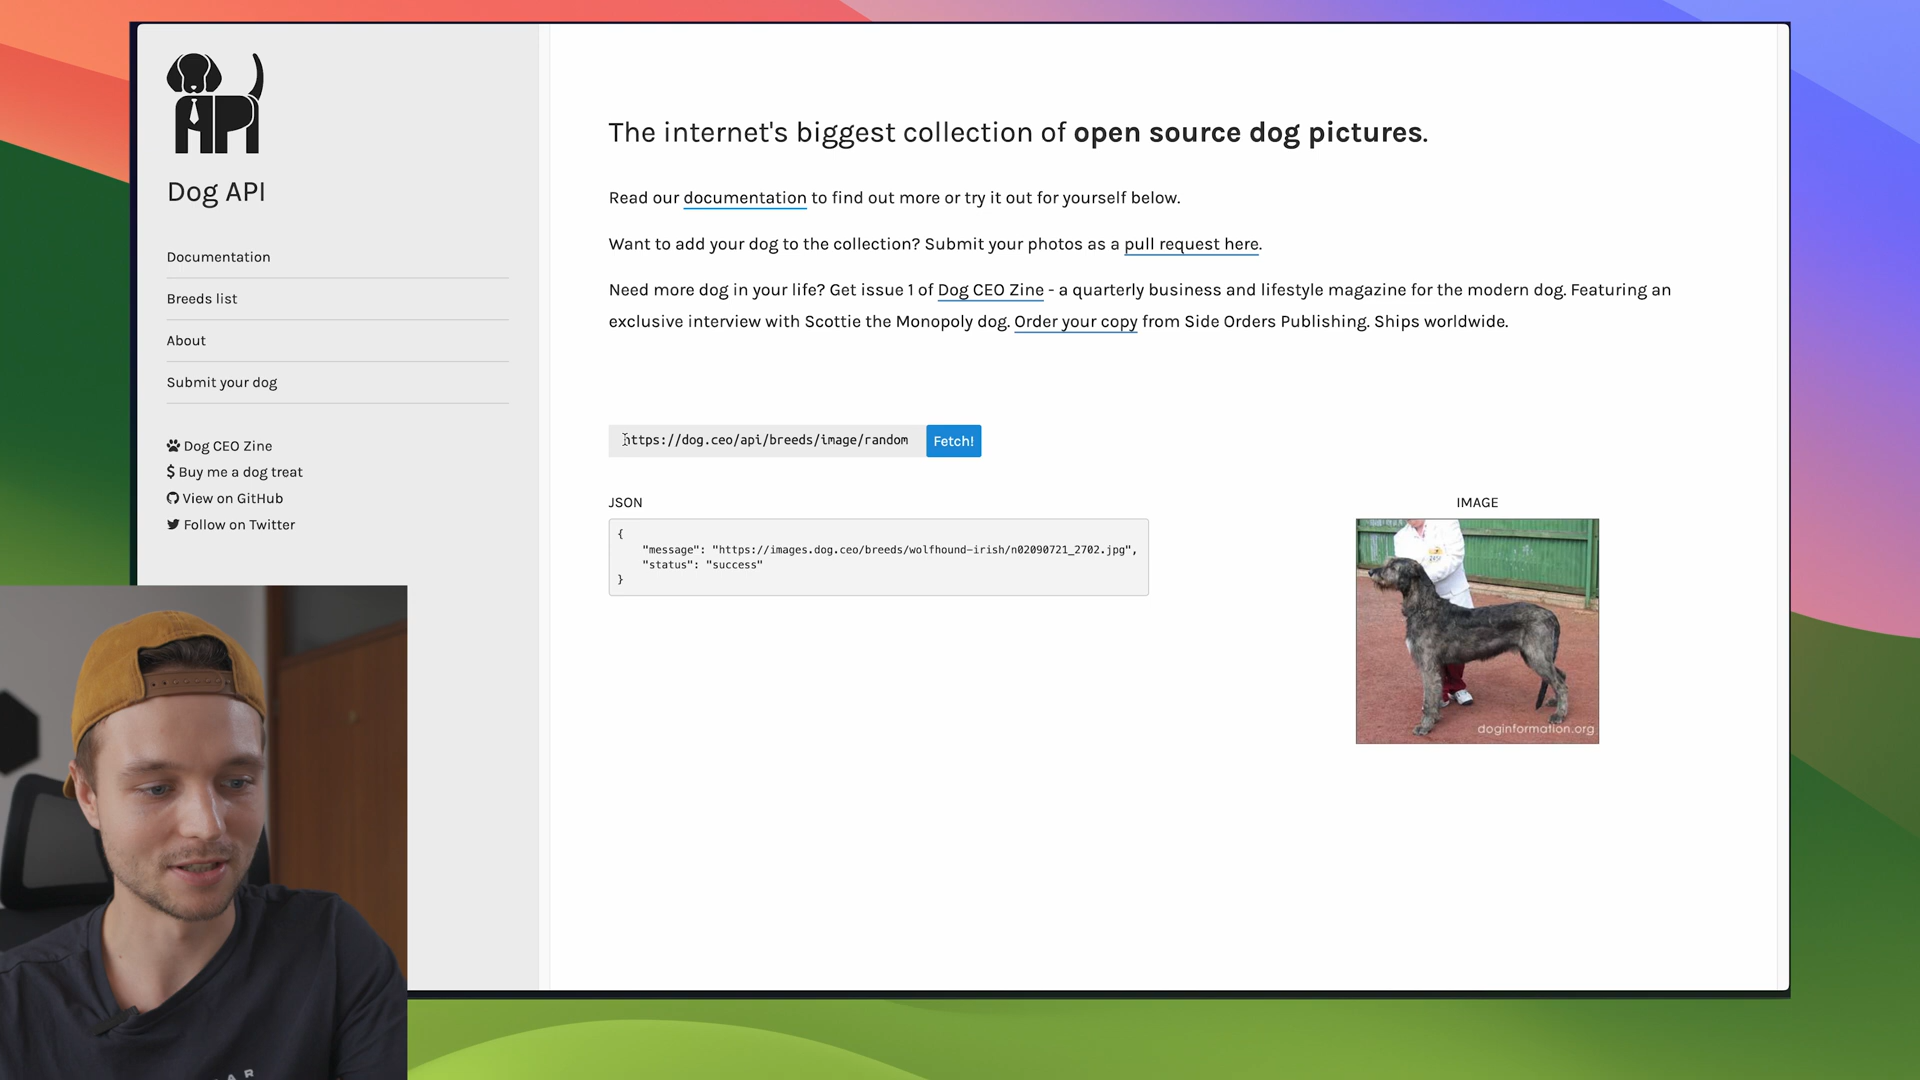 API
Dog API
Documentation
Breeds list
About
Submit your dog
Dog CEO Zine
$ Buy me a dog treat
View on GitHub
Follow on Twitter
The internet's biggest collection of open source dog pictures.
Read our documentation to find out more or try it out for yourself below.
Want to add your dog to the collection? Submit your photos as a pull request here.
Need more dog in your life? Get issue 1 of Dog CEO Zine - a quarterly business and lifestyle magazine for the modern dog. Featuring an
exclusive interview with Scottie the Monopoly dog. Order your copy from Side Orders Publishing. Ships worldwide.
https://dog.ceo/api/breeds/image/random Fetch!
JSON
{
"message": "https://images.dog.ceo/breeds/wolfhound-irish/n02090721_2702.jpg",
"status": "success"
}
IMAGE
doginformation.org